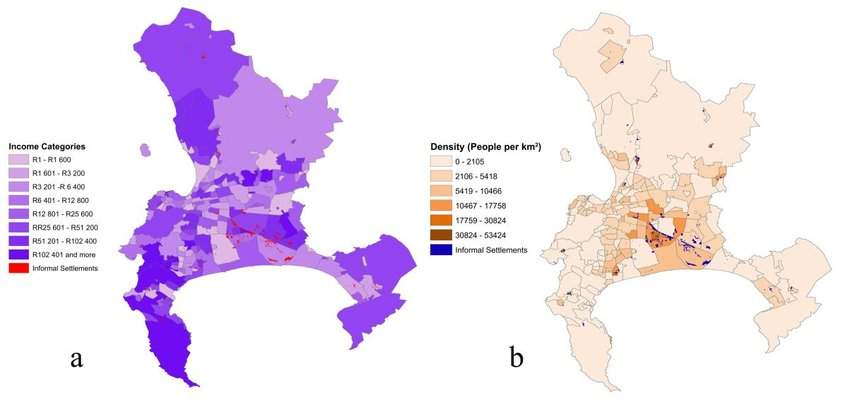 Income Categories
R1 - R1 600
R1 601 - R3 200
R3 201 -R 6 400
R6 401 - R12 800
R12 801 - R25 600
RR25 601 - R51 200
R51 201 - R102 400
R102 401 and more
Informal Settlements
a
Density (People per km²)
0 - 2105
2106 - 5418
5419 - 10466
10467 - 17758
17759 - 30824
30824 - 53424
Informal Settlements
b